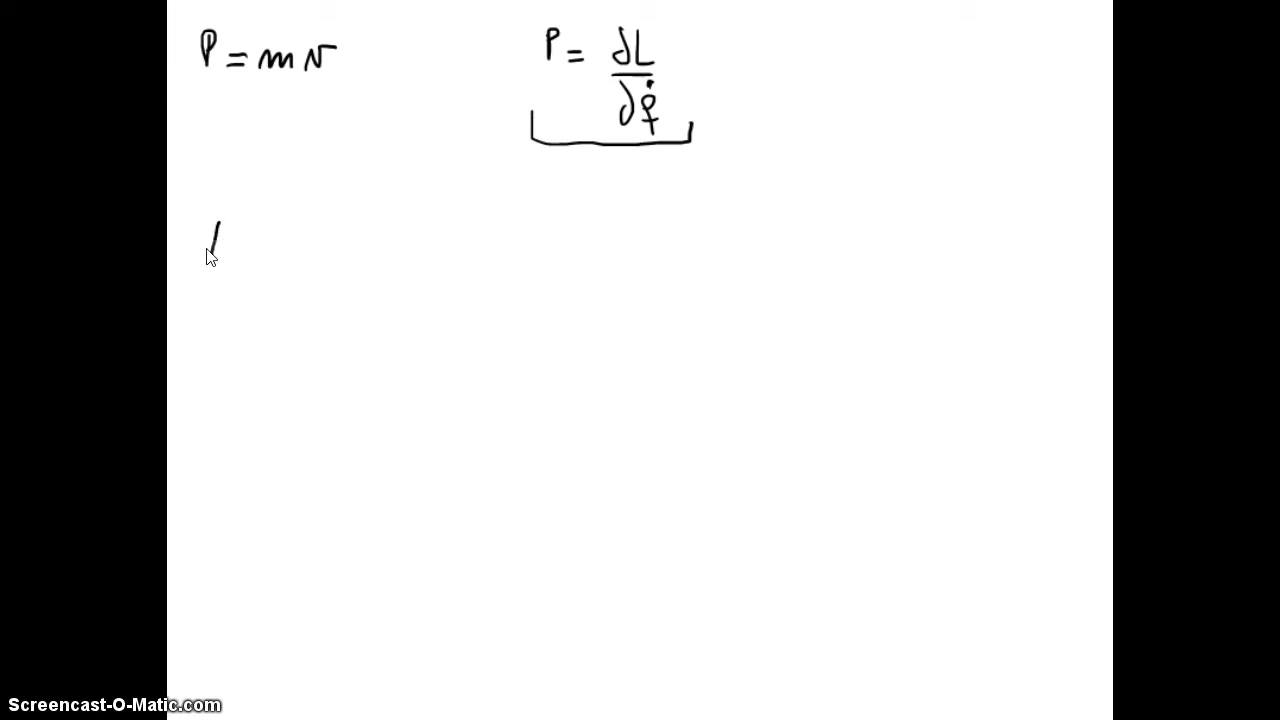 P = mv
P = ∂L/∂q̇
Screencast-O-Matic.com